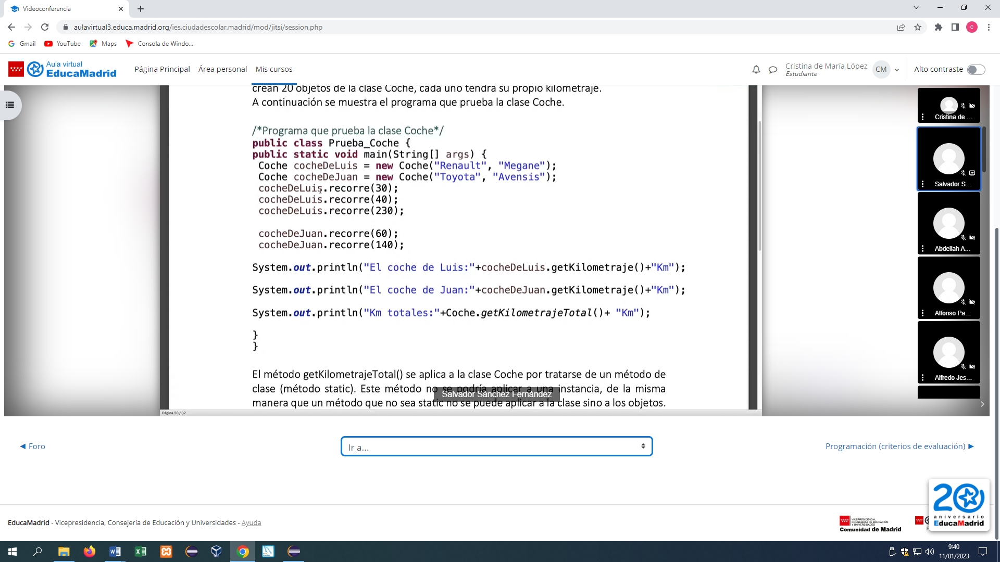 Videoconferencia
aulavirtual3.educa.madrid.org/ies.ciudadescolar.madrid/mod/jitsi/session.php
C
Gmail
YouTube
Maps
Consola de Windo...
Aula virtual
EducaMadrid
Página Principal
Área personal
Mis cursos
Cristina de María López
Estudiante
CM
Alto contraste
crean 20 objetos de la clase Coche, cada uno tendrá su propio kilometraje.
A continuación se muestra el programa que prueba la clase Coche.
/*Programa que prueba la clase Coche*/
public class Prueba_Coche {
public static void main(String[] args) {
Coche cocheDeLuis = new Coche("Renault", "Megane");
Coche cocheDeJuan = new Coche("Toyota", "Avensis");
cocheDeLuis.recorre(30);
cocheDeLuis.recorre(40);
cocheDeLuis.recorre(230);
cocheDeJuan.recorre(60);
cocheDeJuan.recorre(140);
System.out.println("El coche de Luis:"+cocheDeLuis.getKilometraje()+"Km");
System.out.println("El coche de Juan:"+cocheDeJuan.getKilometraje()+"Km");
System.out.println("Km totales:"+Coche.getKilometrajeTotal()+ "Km");
}
}
El método getKilometrajeTotal() se aplica a la clase Coche por tratarse de un método de
clase (método static). Este método no se podría aplicar a una instancia, de la misma
manera que un método que no sea static no se puede aplicar a la clase sino a los objetos.
Salvador Sánchez Fernández
Página 20 / 32
Cristina de ...
Salvador S...
Abdellah A...
Alfonso Pa...
Alfredo Jes...
◄ Foro
Ir a...
Programación (criterios de evaluación) ►
20
aniversario
EducaMadrid
EducaMadrid - Vicepresidencia, Consejería de Educación y Universidades - Ayuda
VICEPRESIDENCIA,
CONSEJERÍA DE EDUCACIÓN
Y UNIVERSIDADES
Comunidad de Madrid
9:40
11/01/2023